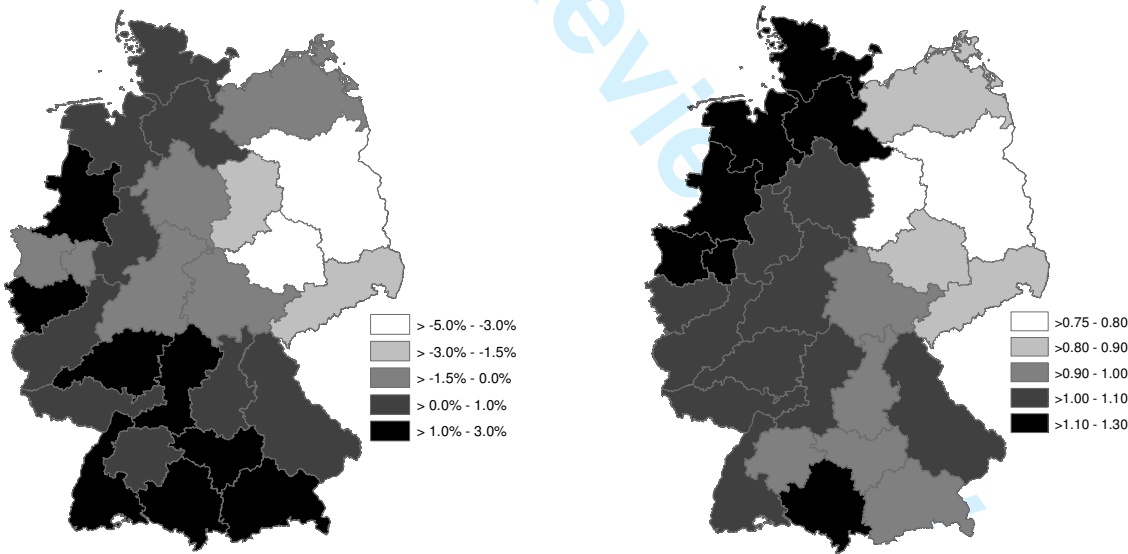 > -5.0% - -3.0%
> -3.0% - -1.5%
> -1.5% - 0.0%
> 0.0% - 1.0%
> 1.0% - 3.0%
>0.75 - 0.80
>0.80 - 0.90
>0.90 - 1.00
>1.00 - 1.10
>1.10 - 1.30
evie